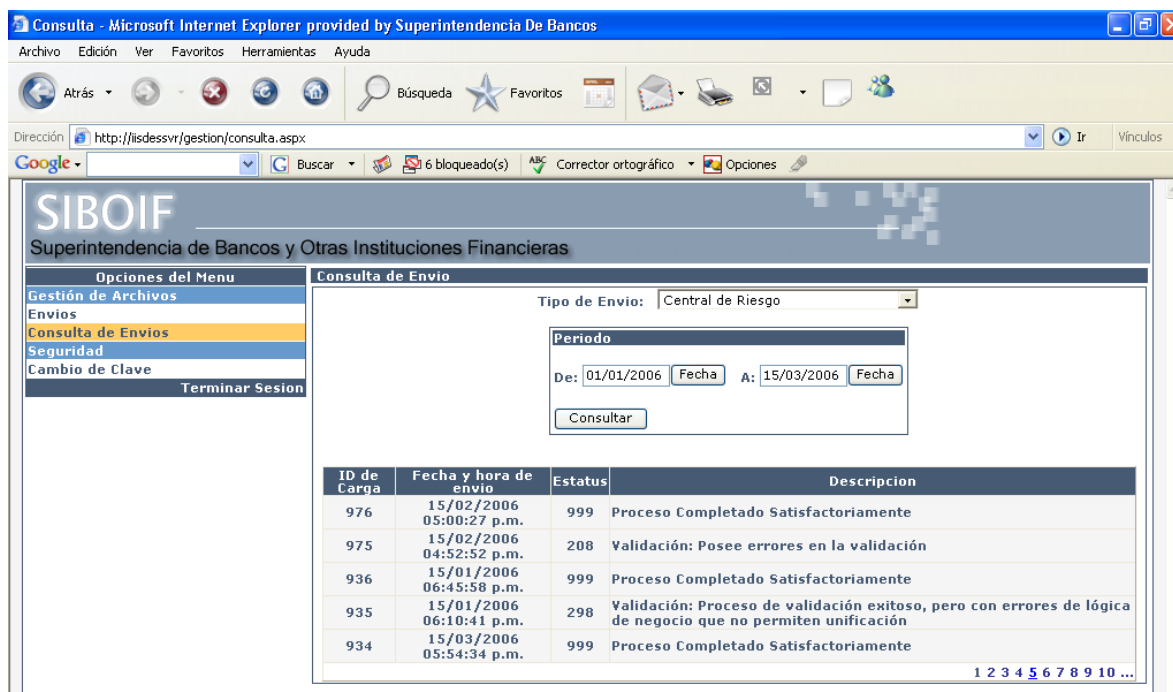 Consulta - Microsoft Internet Explorer provided by Superintendencia De Bancos
Archivo Edición Ver Favoritos Herramientas Ayuda
Atrás Búsqueda Favoritos
Dirección http://iisdessvr/gestion/consulta.aspx Ir Vínculos
Google G Buscar 6 bloqueado(s) ABC Corrector ortográfico Opciones
SIBOIF
Superintendencia de Bancos y Otras Instituciones Financieras
Opciones del Menu
Gestión de Archivos
Envios
Consulta de Envios
Seguridad
Cambio de Clave
Terminar Sesion
Consulta de Envio
Tipo de Envio: Central de Riesgo
Periodo
De: 01/01/2006 Fecha A: 15/03/2006 Fecha
Consultar
ID de Carga Fecha y hora de envio Estatus Descripcion
976 15/02/2006 05:00:27 p.m. 999 Proceso Completado Satisfactoriamente
975 15/02/2006 04:52:52 p.m. 208 Validación: Posee errores en la validación
936 15/01/2006 06:45:58 p.m. 999 Proceso Completado Satisfactoriamente
935 15/01/2006 06:10:41 p.m. 298 Validación: Proceso de validación exitoso, pero con errores de lógica
de negocio que no permiten unificación
934 15/03/2006 05:54:34 p.m. 999 Proceso Completado Satisfactoriamente
1 2 3 4 5 6 7 8 9 10 ...